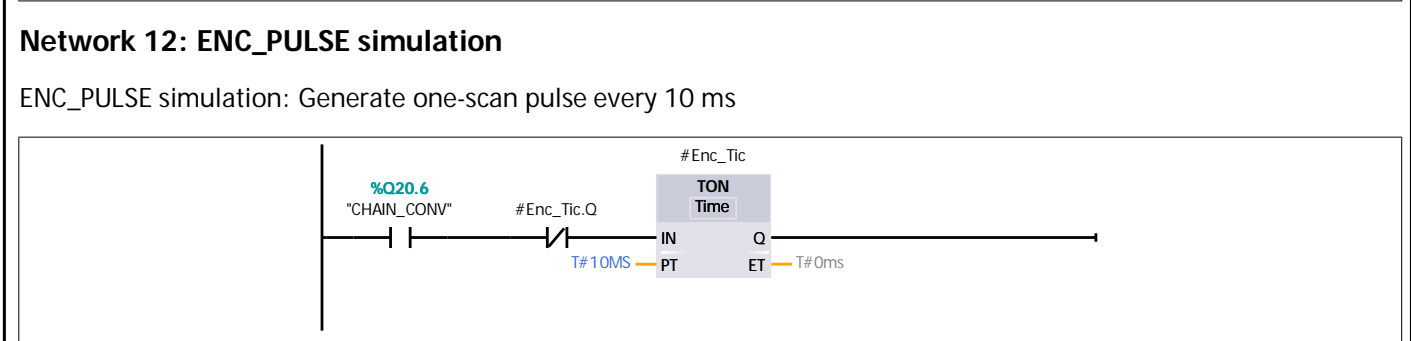 Network 12: ENC_PULSE simulation
ENC_PULSE simulation: Generate one-scan pulse every 10 ms
#Enc_Tic
%Q20.6
"CHAIN_CONV"
#Enc_Tic.Q
TON
Time
IN
Q
T#10MS
PT
ET
T#0ms